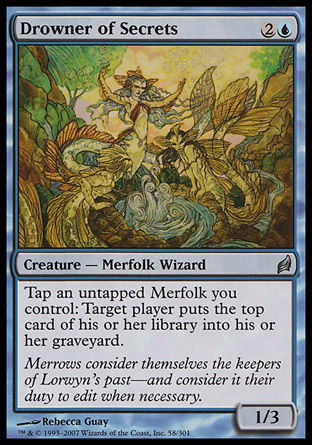 Drowner of Secrets 2
Creature — Merfolk Wizard
Tap an untapped Merfolk you
control: Target player puts the top
card of his or her library into his or
her graveyard.
Merrows consider themselves the keepers
of Lorwyn's past—and consider it their
duty to edit when necessary.
Rebecca Guay
™ & © 1993–2007 Wizards of the Coast, Inc. 58/301
1/3